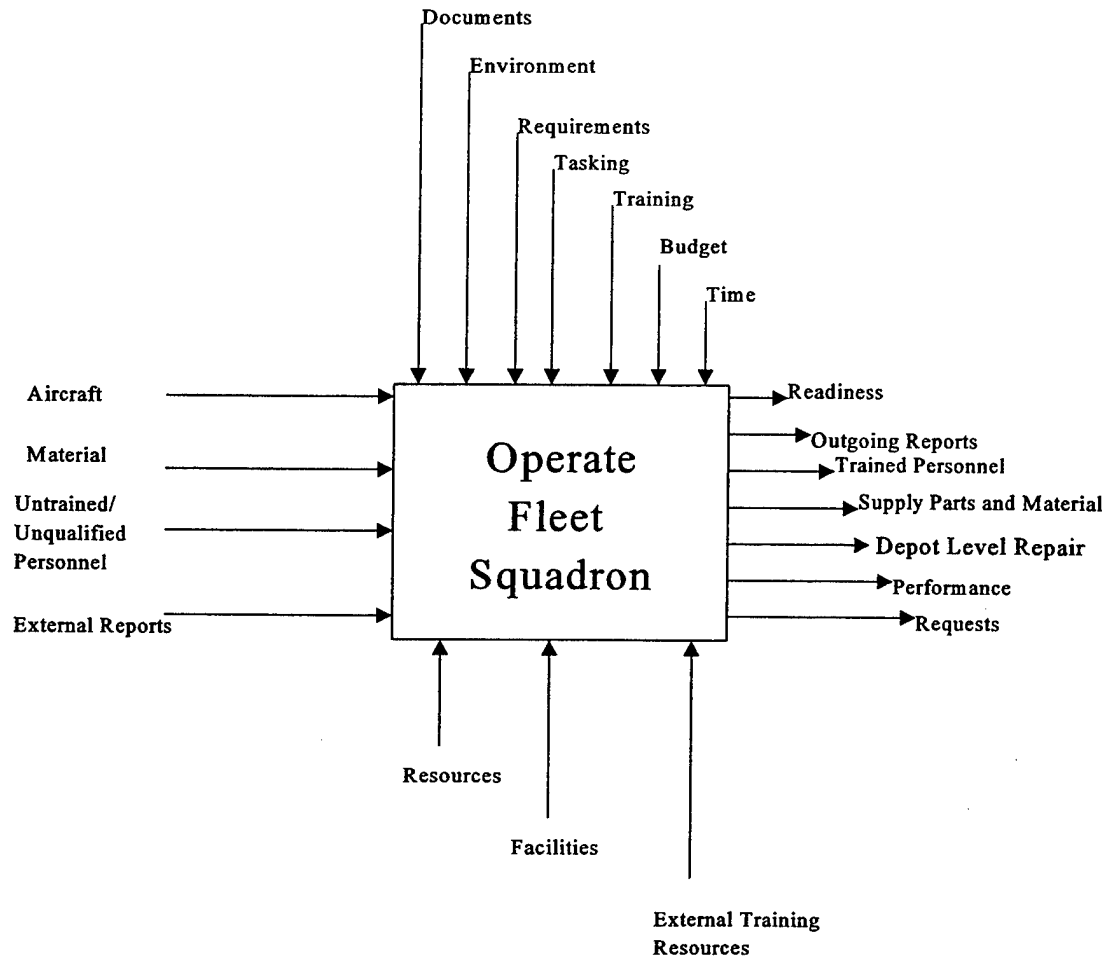 Documents
Environment
Requirements
Tasking
Training
Budget
Time
Aircraft
Material
Untrained/
Unqualified
Personnel
External Reports
Operate
Fleet
Squadron
Readiness
Outgoing Reports
Trained Personnel
Supply Parts and Material
Depot Level Repair
Performance
Requests
Resources
Facilities
External Training
Resources